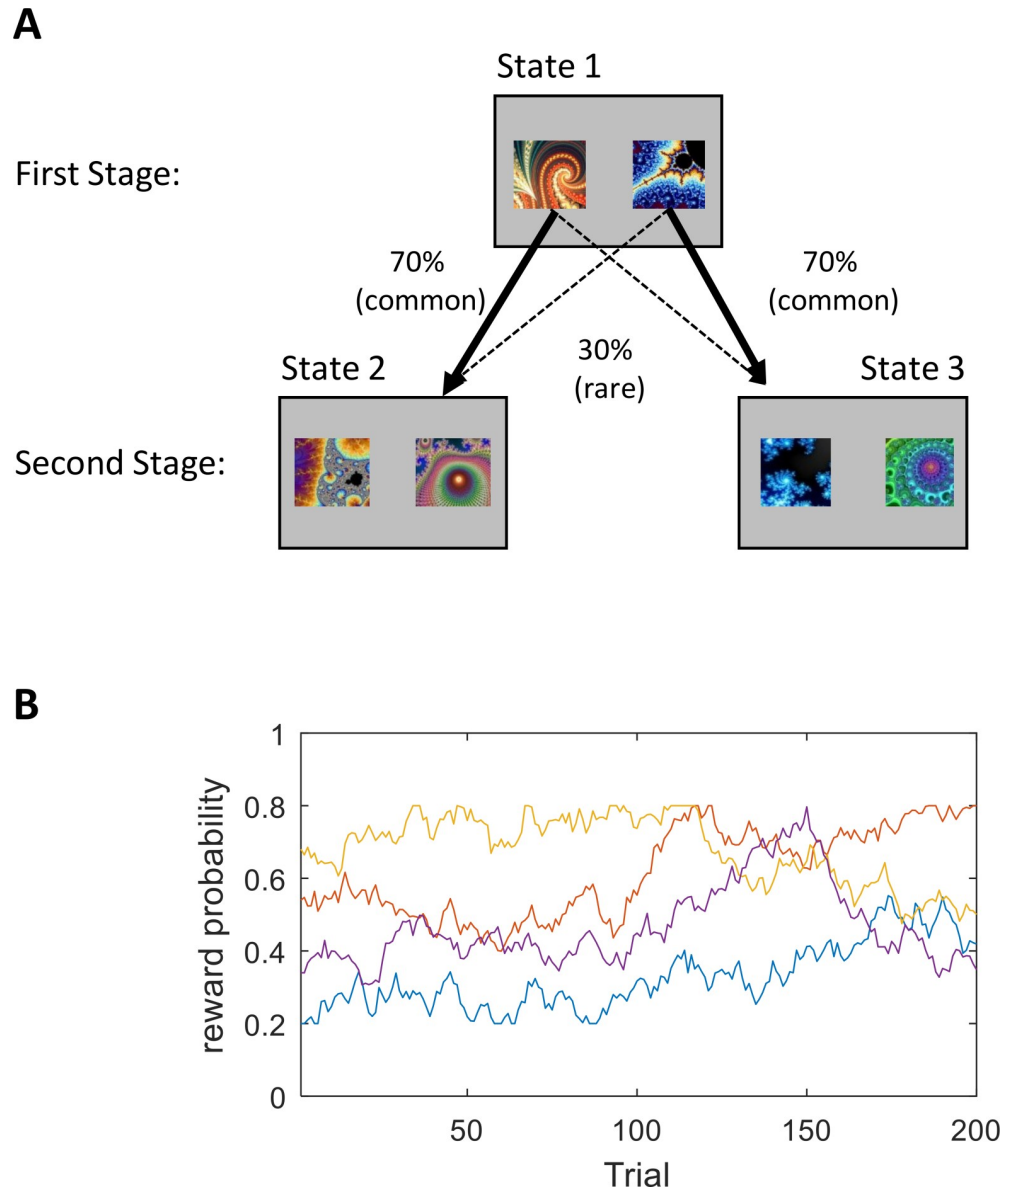 A
State 1
First Stage:
70%
(common)
70%
(common)
30%
(rare)
State 2
State 3
Second Stage:
B
1
0.8
0.6
0.4
0.2
0
reward probability
50
100
150
200
Trial